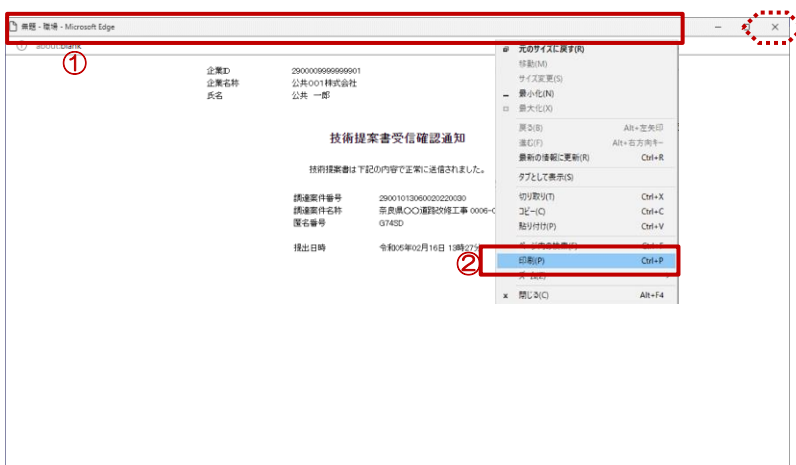 無題 - 職場 - Microsoft Edge
①
about:blank
企業ID 2900009999999901
企業名称 公共001株式会社
氏名 公共 一郎
技術提案書受信確認通知
技術提案書は下記の内容で正常に送信されました。
調達案件番号 29001013060020220030
調達案件名称 奈良県〇〇道路改修工事 0006-
匿名番号 G74SD
提出日時 令和05年02月16日 13時27分
元のサイズに戻す(R)
移動(M)
サイズ変更(S)
最小化(N)
最大化(X)
戻る(B) Alt+左矢印
進む(F) Alt+右方向キー
最新の情報に更新(R) Ctrl+R
タブとして表示(S)
切り取り(T) Ctrl+X
コピー(C) Ctrl+C
貼り付け(P) Ctrl+V
②
印刷(P) Ctrl+P
閉じる(C) Alt+F4